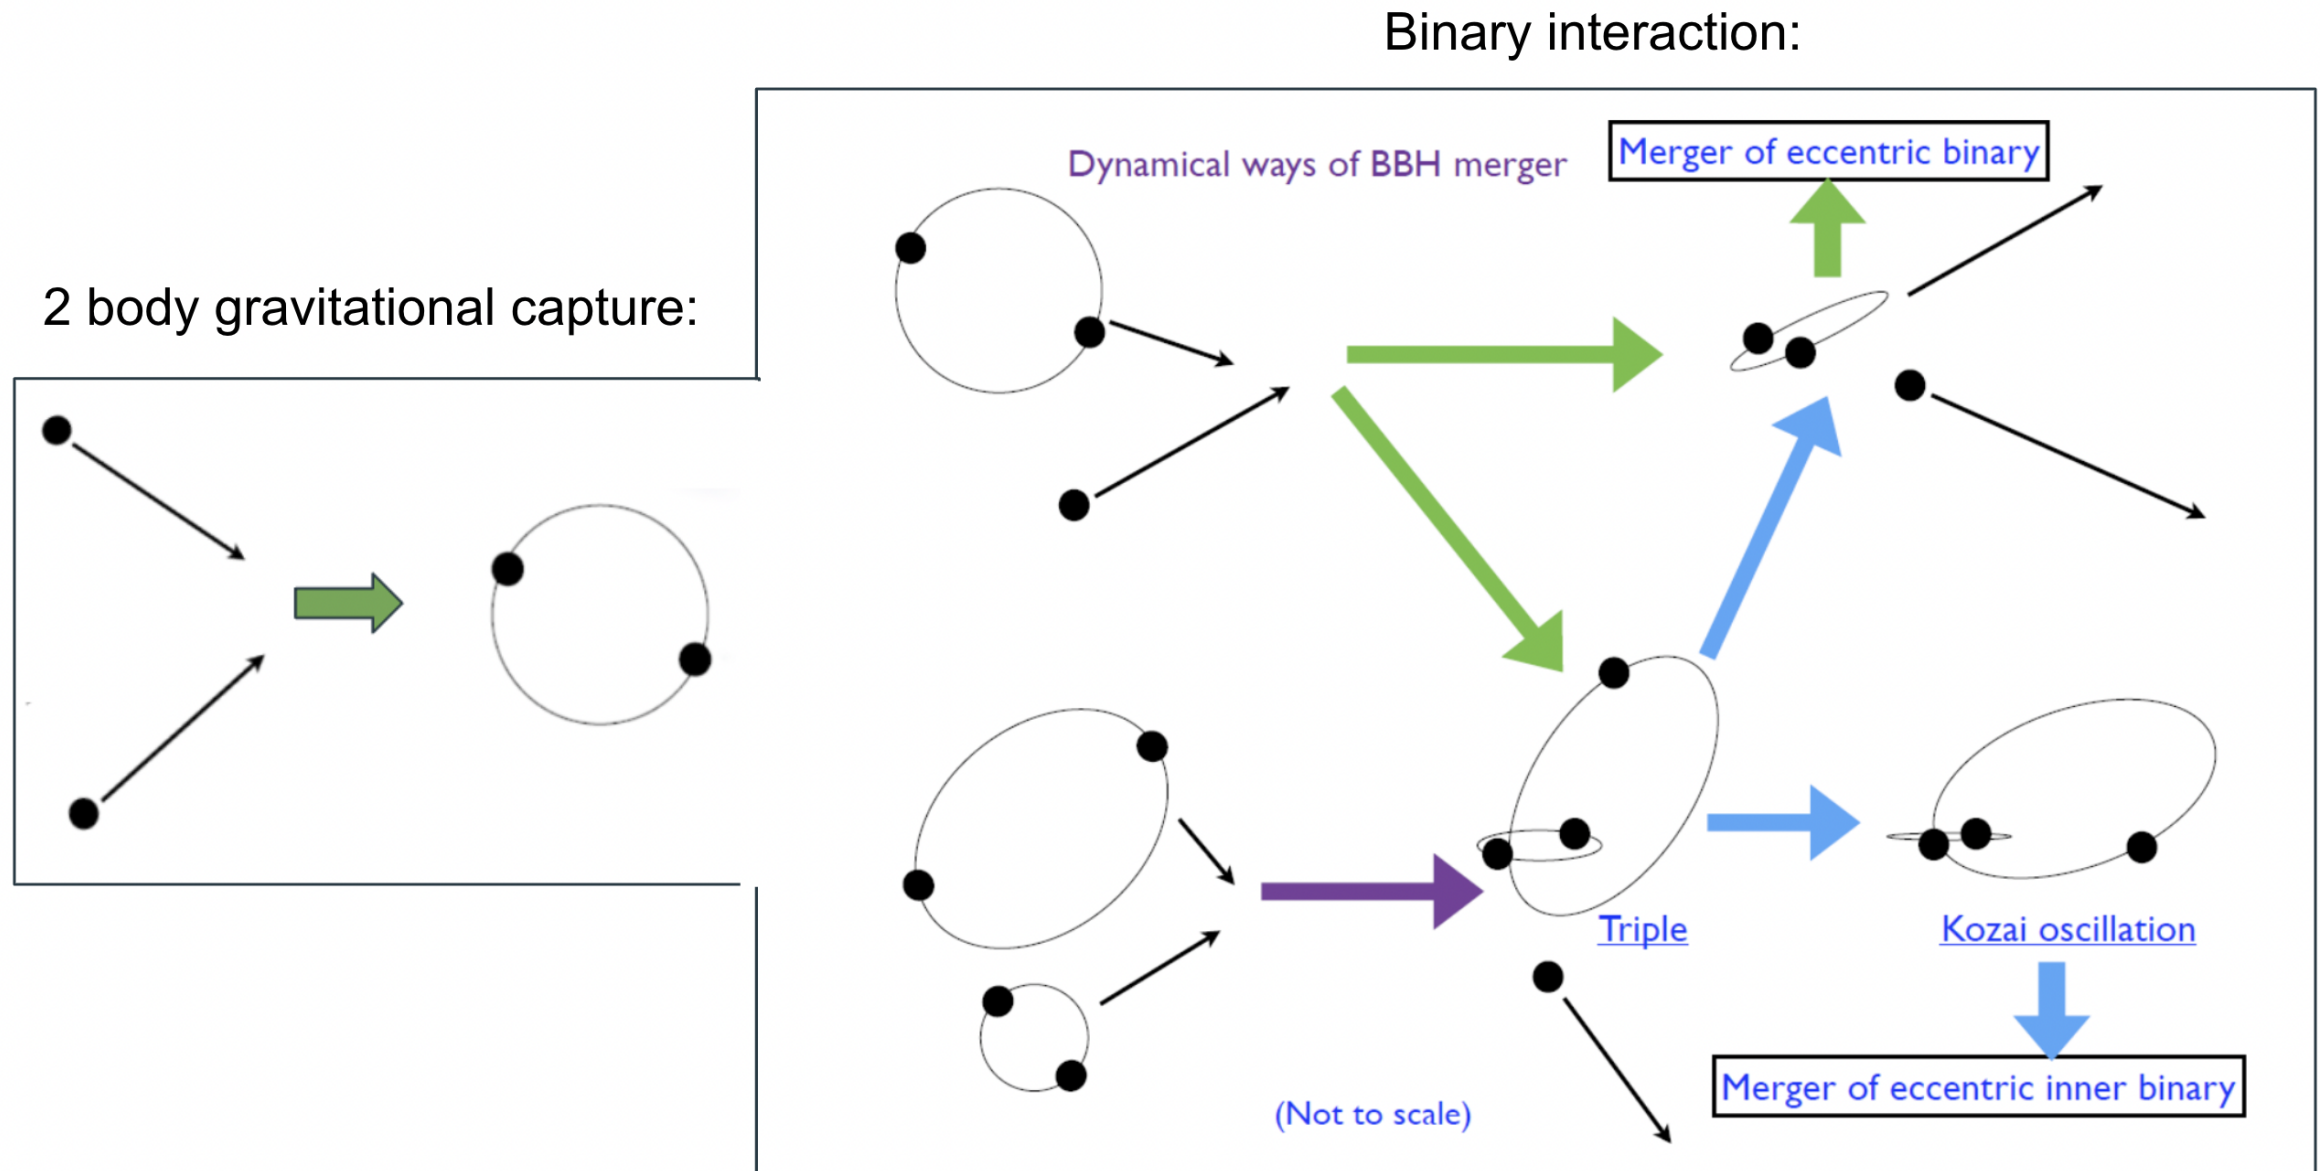 Binary interaction:
Dynamical ways of BBH merger
Merger of eccentric binary
2 body gravitational capture:
Triple
Kozai oscillation
Merger of eccentric inner binary
(Not to scale)